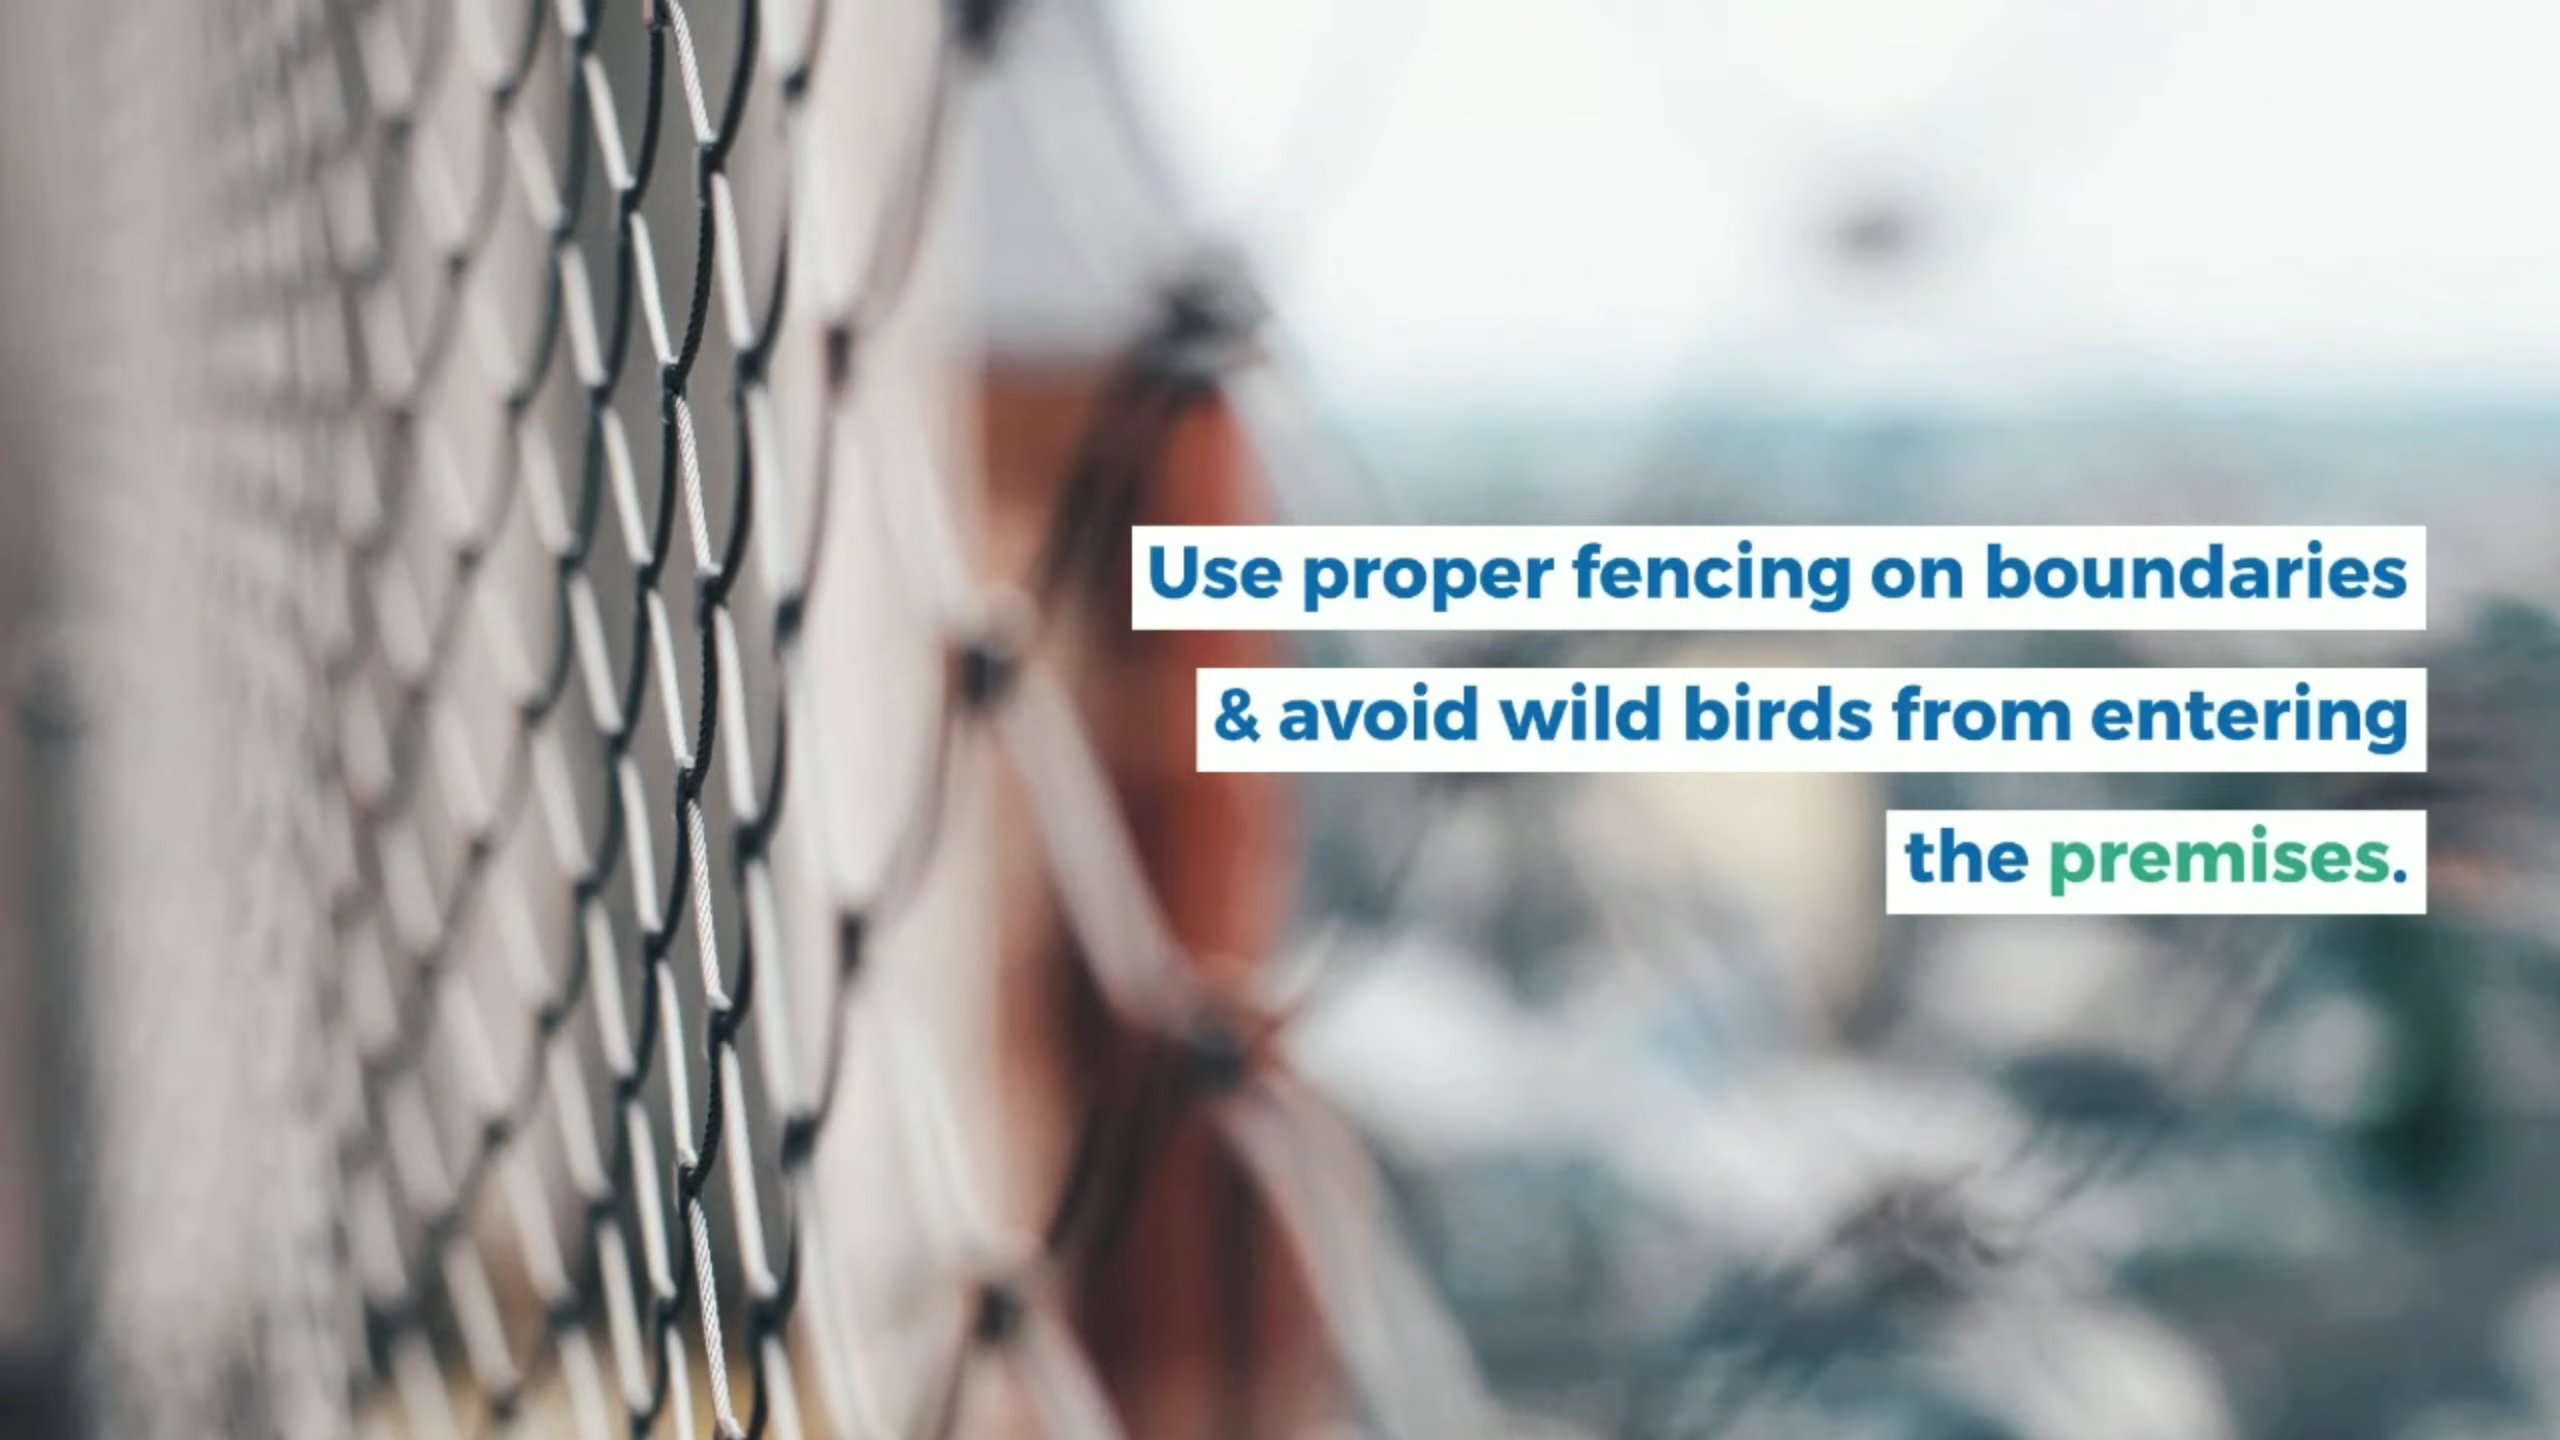 Use proper fencing on boundaries
& avoid wild birds from entering
the premises.